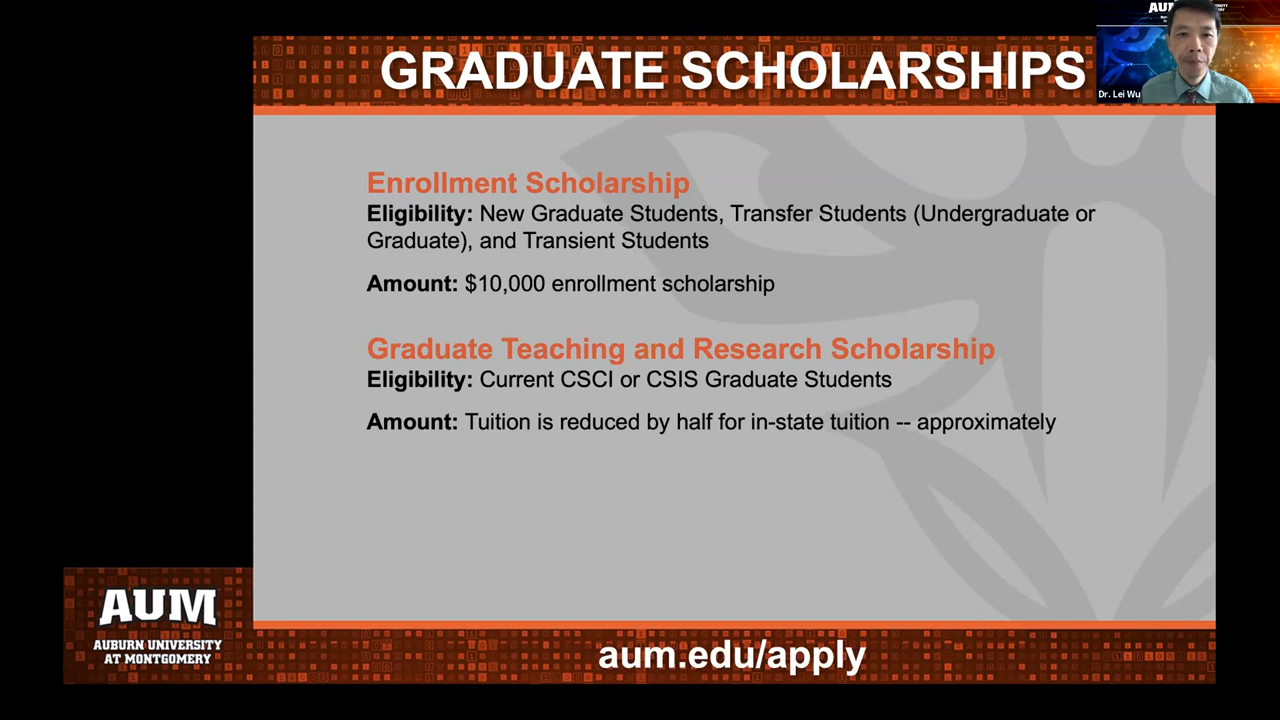 GRADUATE SCHOLARSHIPS
AUM
Dr. Lei Wu
Enrollment Scholarship
Eligibility: New Graduate Students, Transfer Students (Undergraduate or
Graduate), and Transient Students
Amount: $10,000 enrollment scholarship
Graduate Teaching and Research Scholarship
Eligibility: Current CSCI or CSIS Graduate Students
Amount: Tuition is reduced by half for in-state tuition -- approximately
AUM
AUBURN UNIVERSITY
AT MONTGOMERY
aum.edu/apply